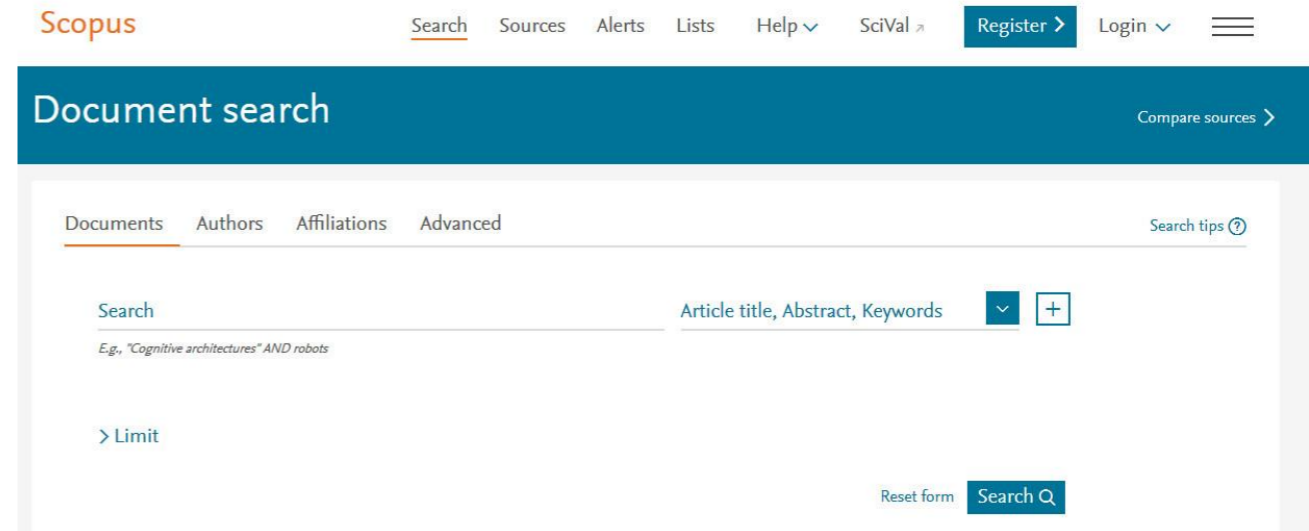 Scopus
Search Sources Alerts Lists Help SciVal Register Login
Document search
Compare sources
Documents Authors Affiliations Advanced
Search tips
Search
Article title, Abstract, Keywords
E.g., "Cognitive architectures" AND robots
Limit
Reset form Search